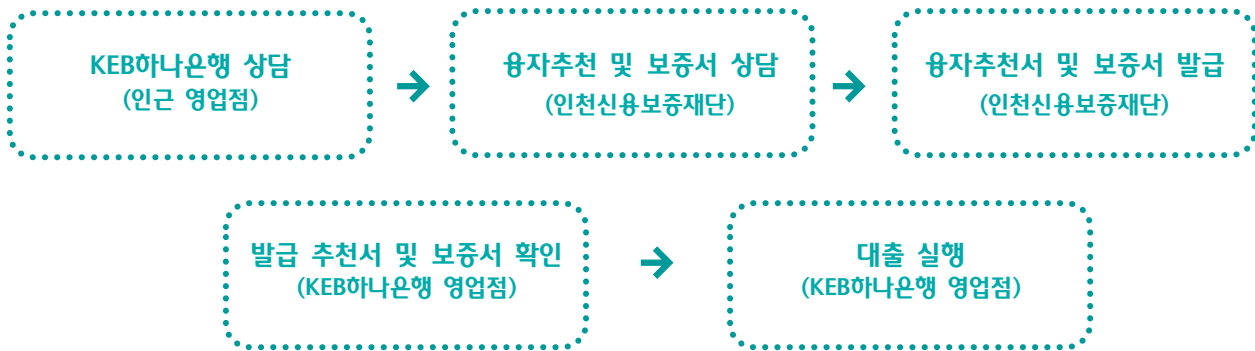 KEB하나은행 상담
(인근 영업점)
융자추천 및 보증서 상담
(인천신용보증재단)
융자추천서 및 보증서 발급
(인천신용보증재단)
발급 추천서 및 보증서 확인
(KEB하나은행 영업점)
대출 실행
(KEB하나은행 영업점)